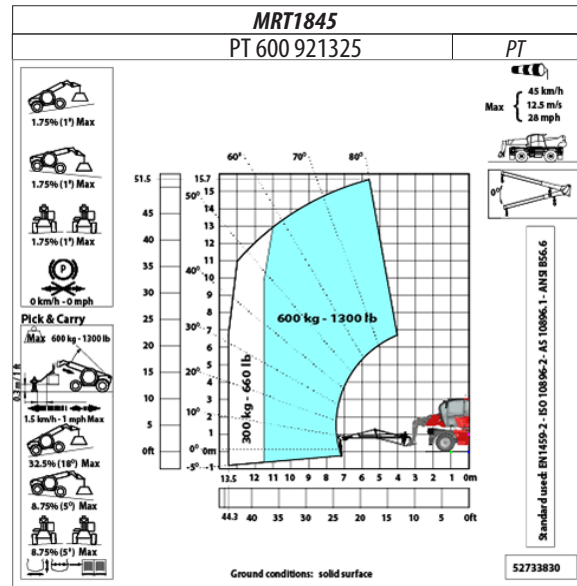 MRT1845
PT 600 921325
PT
1.75% (1°) Max
1.75% (1°) Max
1.75% (1°) Max
P
0 km/h - 0 mph
Pick & Carry
Max 600 kg - 1300 lb
0.3 m / 1 ft
1.5 km/h - 1 mph Max
32.5% (18°) Max
8.75% (5°) Max
8.75% (5°) Max
Max
45 km/h
12.5 m/s
28 mph
0°
60° 70° 80°
50°
40°
30°
20°
10°
0°
-5°
51.5
45
40
35
30
25
20
15
10
5
0ft
15.7
15
13
12
11
9
8
7
6
5
4
3
2
1
0m
-1
600 kg - 1300 lb
300 kg - 660 lb
13.5 12 11 10 9 8 7 6 5 4 3 2 1 0m
44.3 40 35 30 25 20 15 10 5 0ft
Standard used: EN1459-2 - ISO 10896-2 - AS 10896.1 - ANSI B56.6
Ground conditions: solid surface
52733830